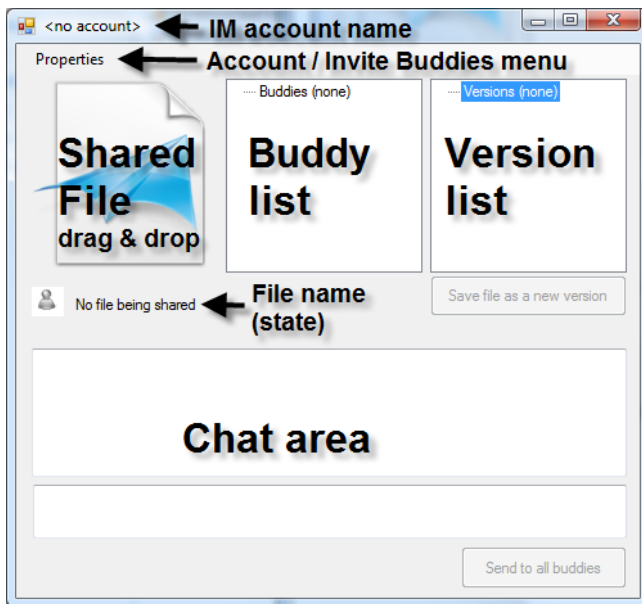 <no account> IM account name
Properties Account / Invite Buddies menu
Buddies (none)
Versions (none)
Shared
File
drag & drop
Buddy
list
Version
list
No file being shared
File name
(state)
Save file as a new version
Chat area
Send to all buddies